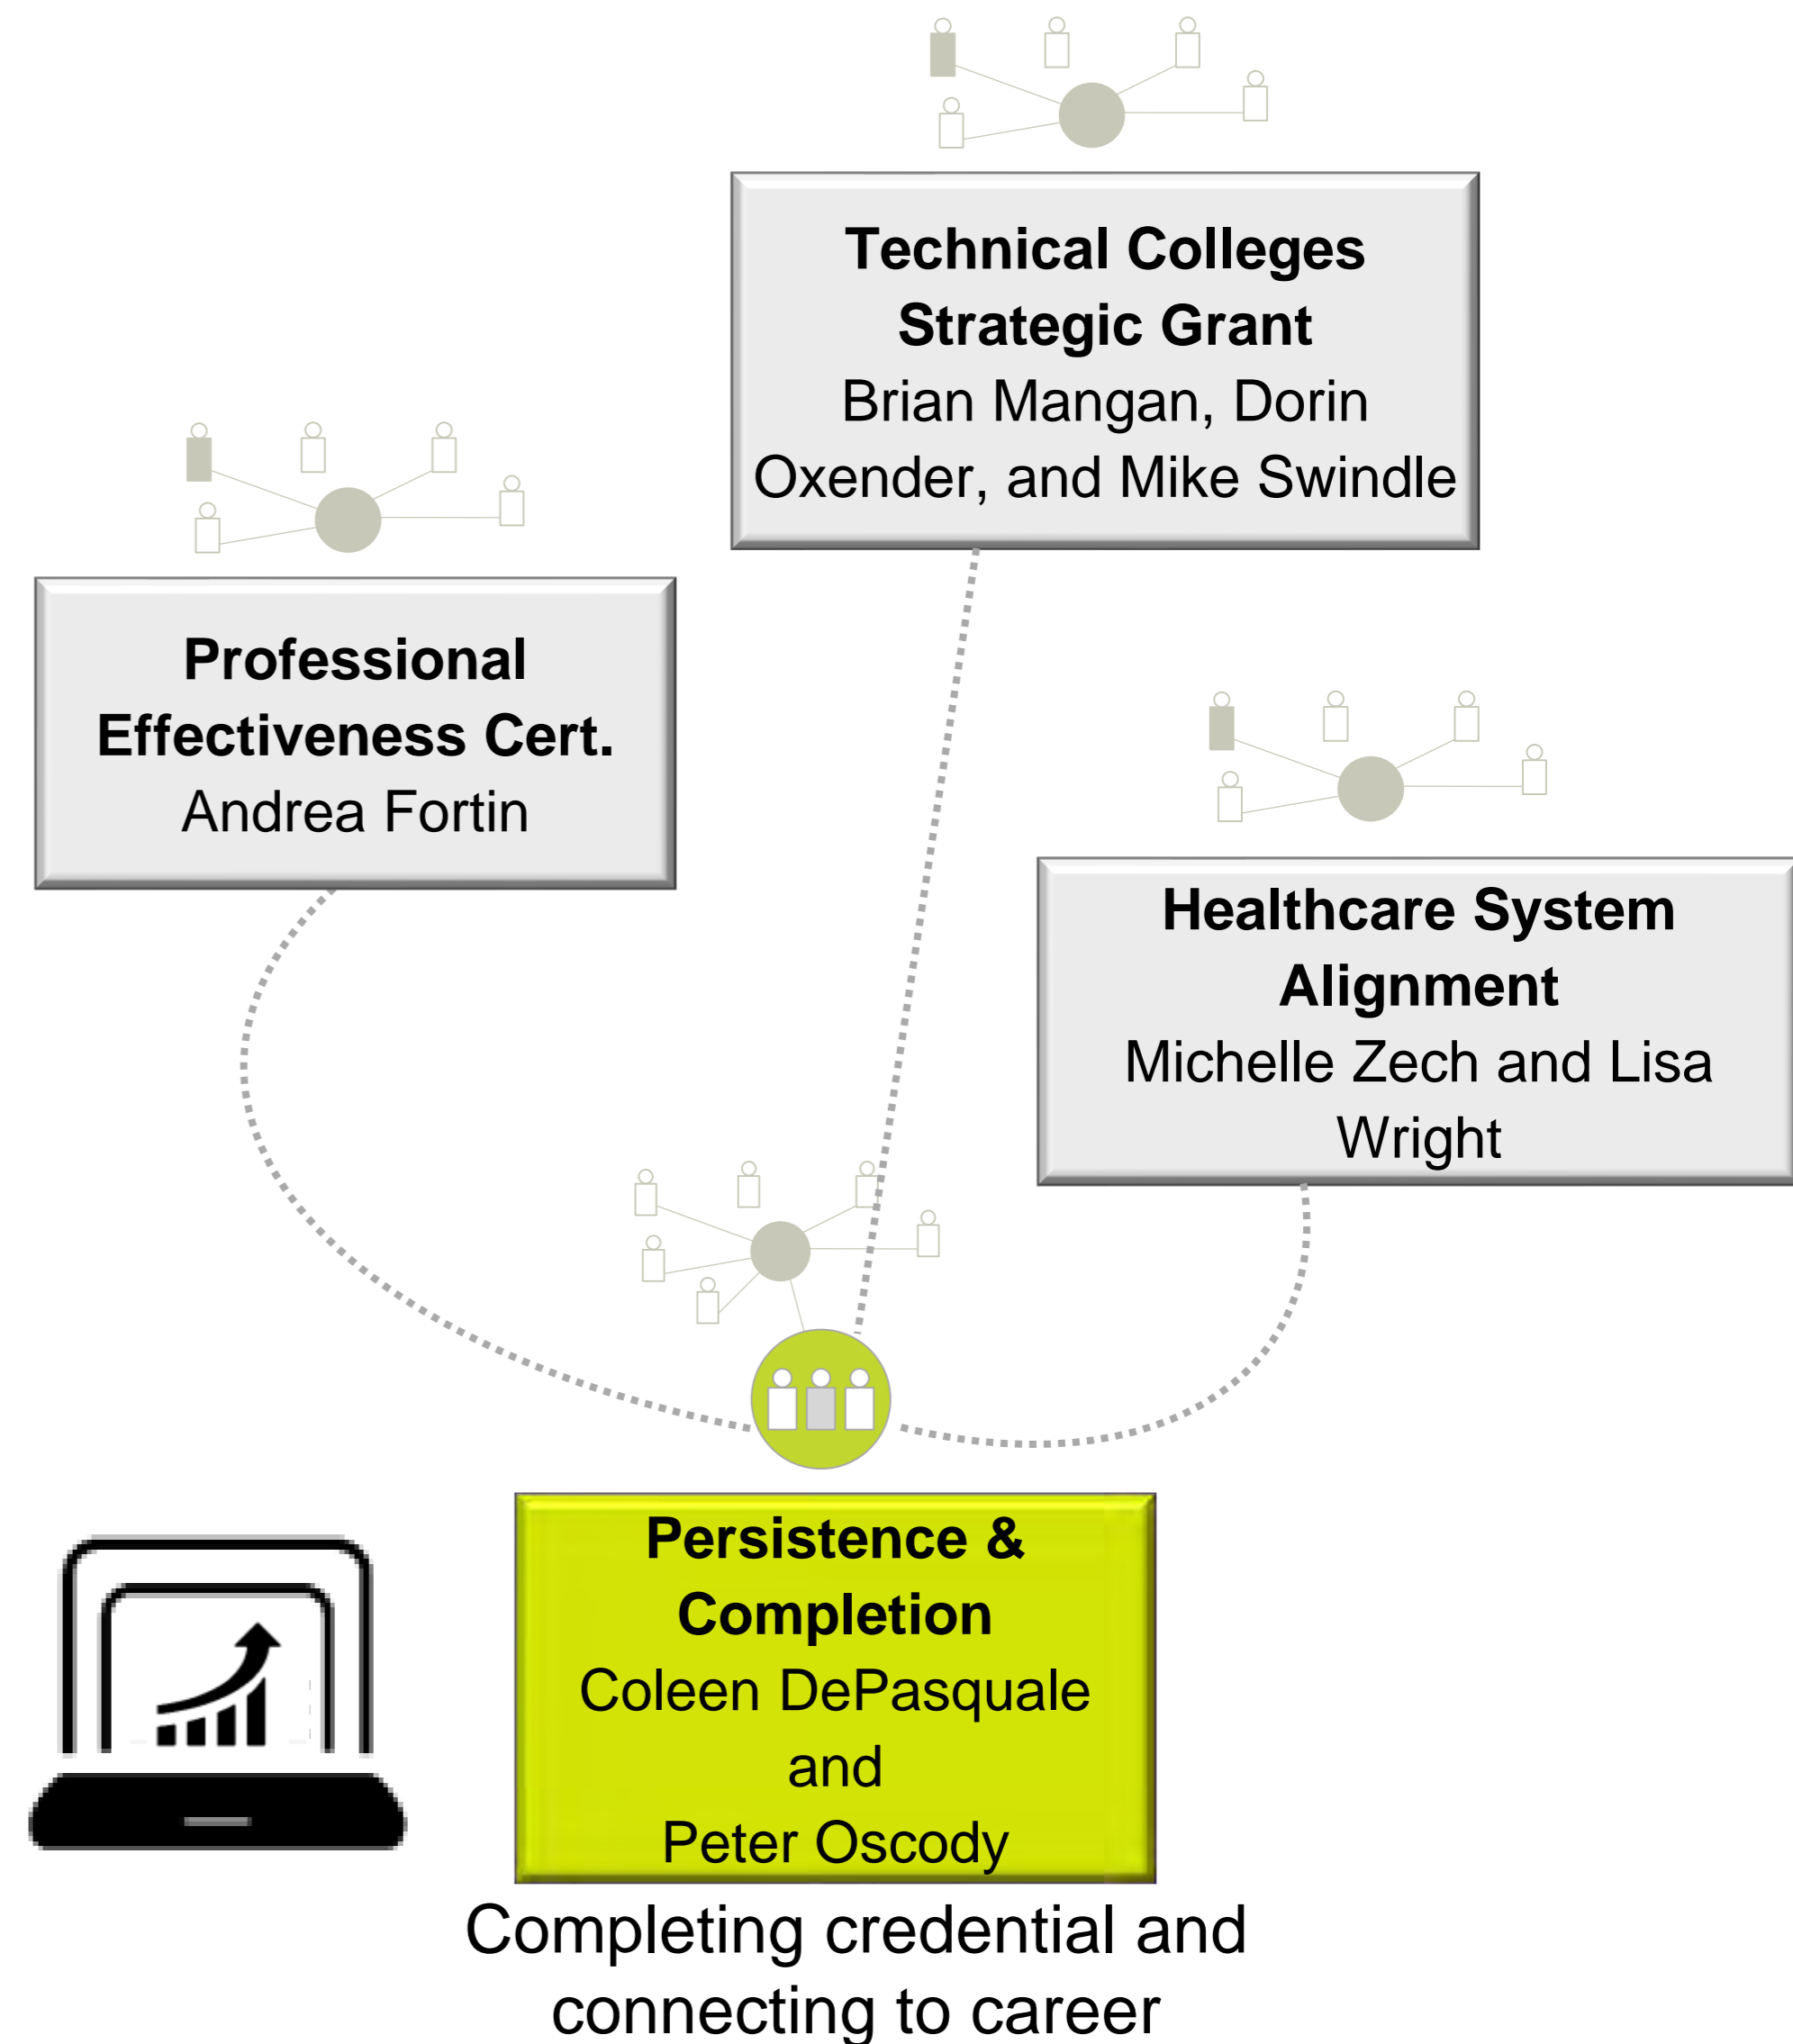 Technical Colleges
Strategic Grant
Brian Mangan, Dorin
Oxender, and Mike Swindle
Professional
Effectiveness Cert.
Andrea Fortin
Healthcare System
Alignment
Michelle Zech and Lisa
Wright
Persistence &
Completion
Coleen DePasquale
and
Peter Oscody
Completing credential and
connecting to career